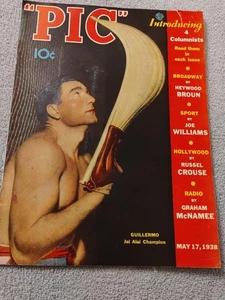 "PIC"
10¢
Introducing
4
Columnists
Read them
in each
issue
BROADWAY
BY
HEYWOOD
BROUN
SPORT
BY
JOE
WILLIAMS
HOLLYWOOD
BY
RUSSEL
CROUSE
RADIO
BY
GRAHAM
McNAMEE
GUILLERMO
Jai Alai Champion
MAY 17, 1938